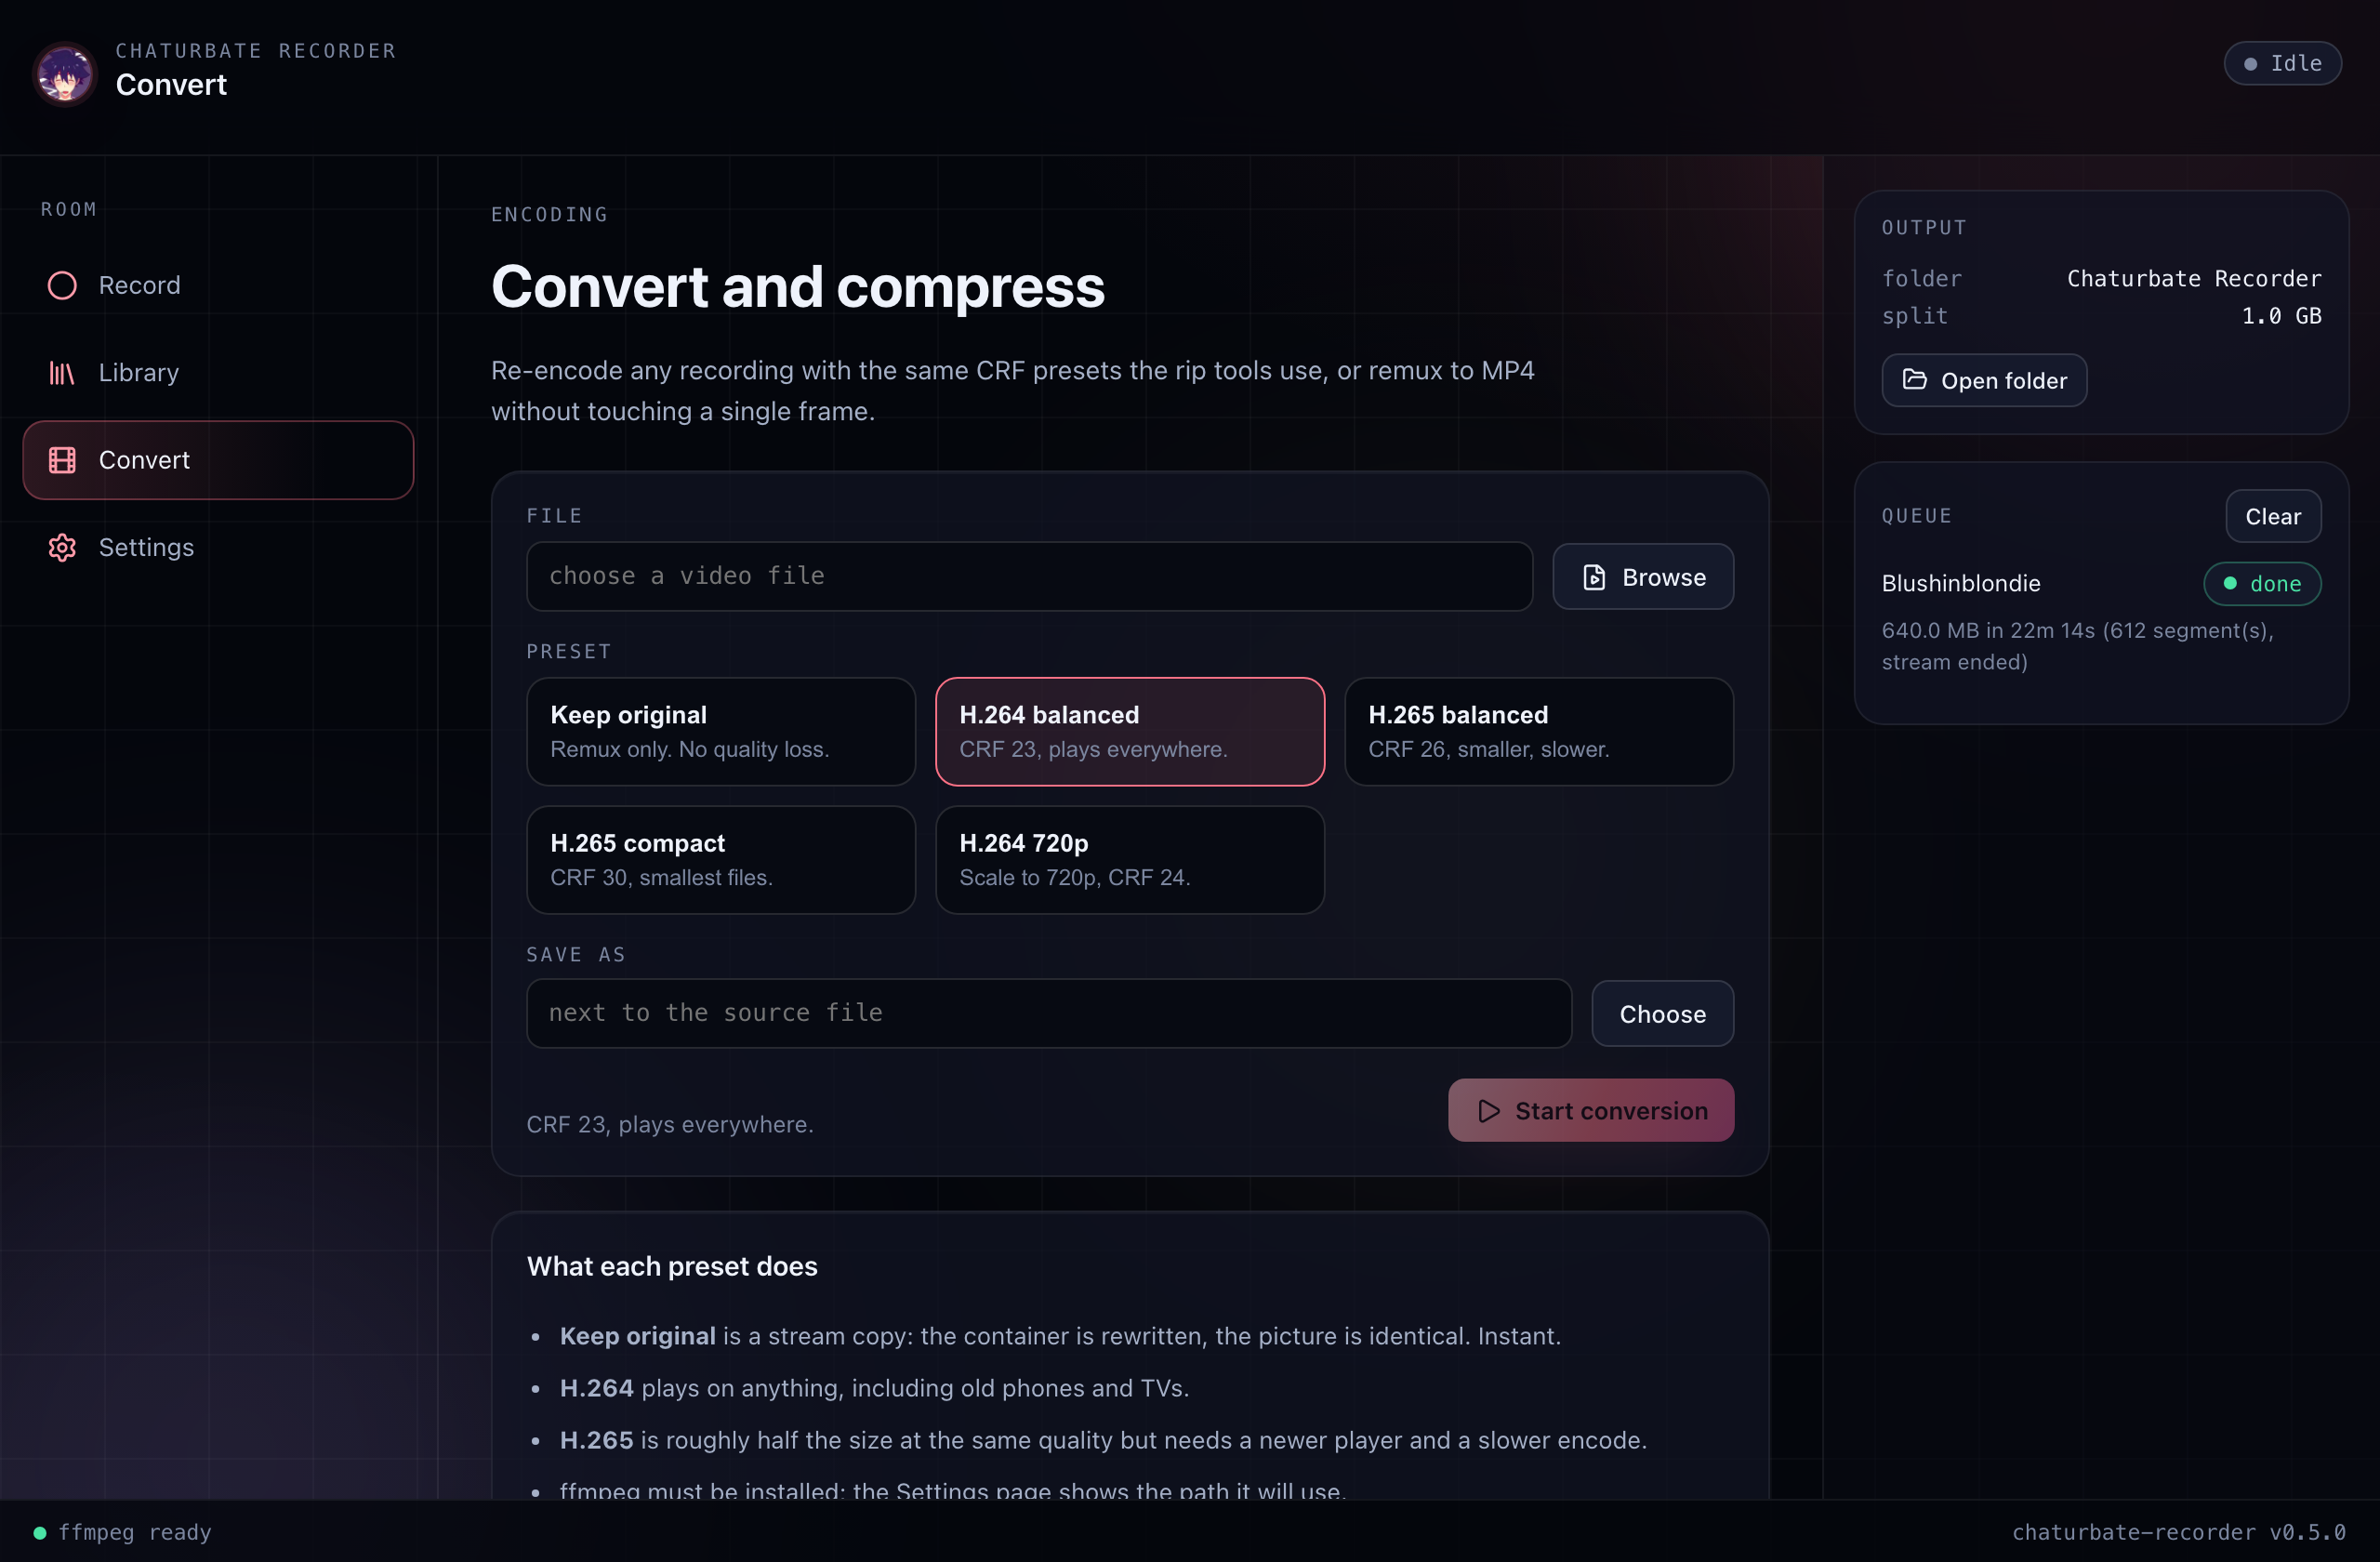 CHATURBATE RECORDER
Convert
Idle
ROOM
Record
Library
Convert
Settings
ENCODING
Convert and compress
Re-encode any recording with the same CRF presets the rip tools use, or remux to MP4
without touching a single frame.
FILE
choose a video file
Browse
PRESET
Keep original
Remux only. No quality loss.
H.264 balanced
CRF 23, plays everywhere.
H.265 balanced
CRF 26, smaller, slower.
H.265 compact
CRF 30, smallest files.
H.264 720p
Scale to 720p, CRF 24.
SAVE AS
next to the source file
Choose
CRF 23, plays everywhere.
Start conversion
What each preset does
• Keep original is a stream copy: the container is rewritten, the picture is identical. Instant.
• H.264 plays on anything, including old phones and TVs.
• H.265 is roughly half the size at the same quality but needs a newer player and a slower encode.
• ffmpeg must be installed; the Settings page shows the path it will use.
OUTPUT
folder Chaturbate Recorder
split 1.0 GB
Open folder
QUEUE
Clear
Blushinblondie
done
640.0 MB in 22m 14s (612 segment(s),
stream ended)
ffmpeg ready
chaturbate-recorder v0.5.0